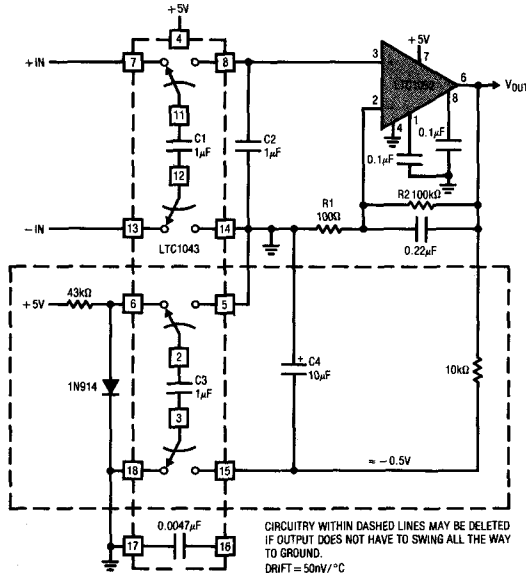 +5V
4
+IN
7
8
3
+5V
7
6
VOUT
LTC1052
2
4
1
8
0.1µF
0.1µF
11
C1
1µF
C2
1µF
12
R2 100kΩ
R1
100Ω
0.22µF
-IN
13
14
LTC1043
43kΩ
+5V
6
5
2
C3
1µF
1N914
3
+
C4
10µF
10kΩ
≈ -0.5V
18
15
0.0047µF
17
16
CIRCUITRY WITHIN DASHED LINES MAY BE DELETED
IF OUTPUT DOES NOT HAVE TO SWING ALL THE WAY
TO GROUND.
DRIFT = 50nV/°C